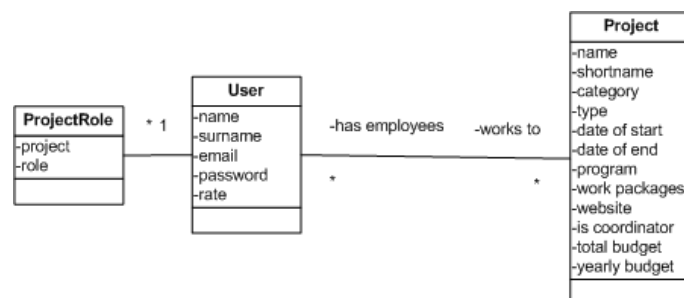 ProjectRole
-project
-role
* 1
User
-name
-surname
-email
-password
-rate
-has employees
-works to
*
*
Project
-name
-shortname
-category
-type
-date of start
-date of end
-program
-work packages
-website
-is coordinator
-total budget
-yearly budget